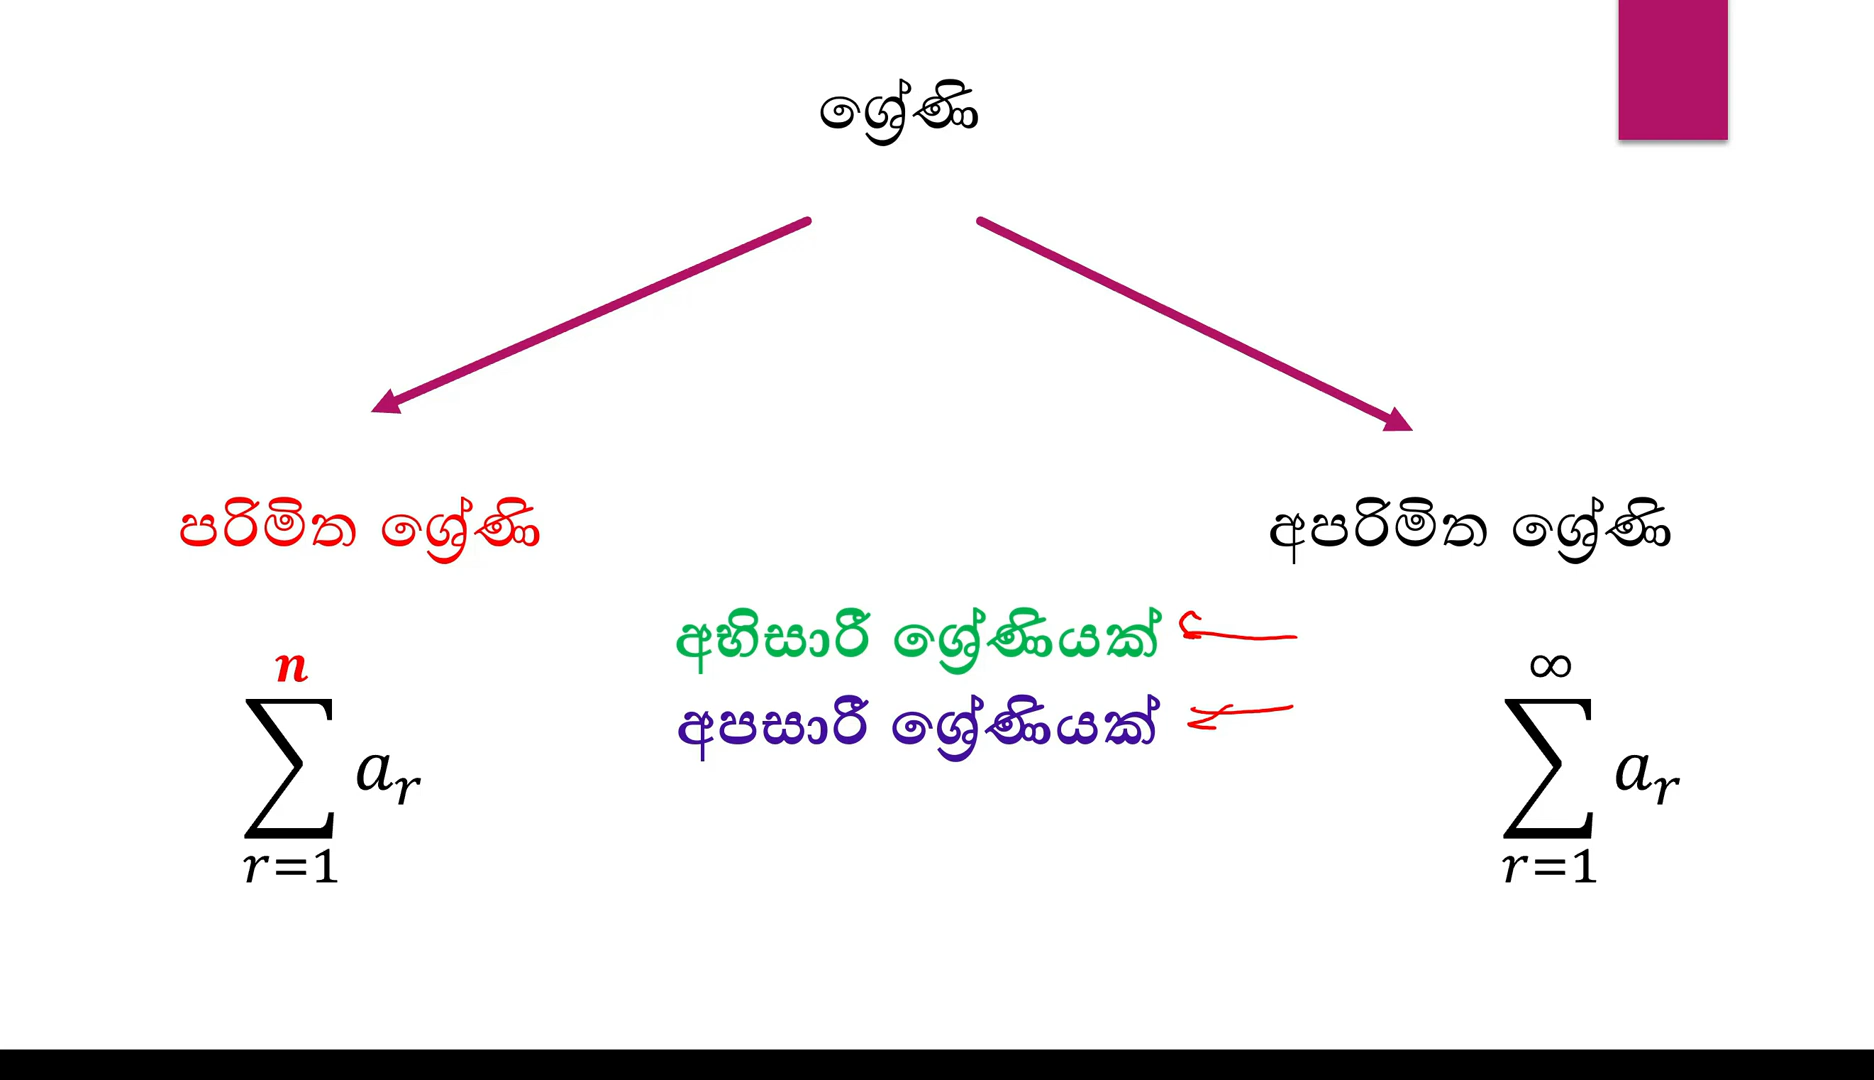 ශ්‍රේණි
පරිමිත ශ්‍රේණි
අපරිමිත ශ්‍රේණි
අභිසාරී ශ්‍රේණියක්
අපසාරී ශ්‍රේණියක්
n
∑ a_r
r=1
∞
∑ a_r
r=1